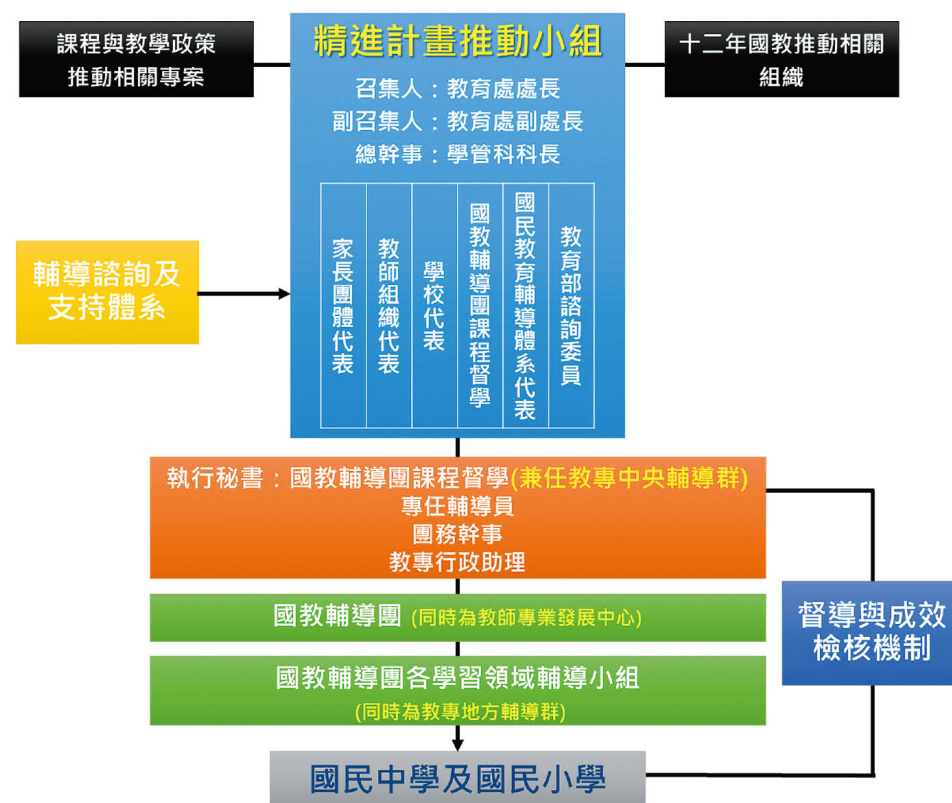 課程與教學政策
推動相關專案
精進計畫推動小組
召集人：教育處處長
副召集人：教育處副處長
總幹事：學管科科長
十二年國教推動相關
組織
家長團體代表
教師組織代表
學校代表
國教輔導團課程督學
國民教育輔導體系代表
教育部諮詢委員
輔導諮詢及
支持體系
執行秘書：國教輔導團課程督學(兼任教專中央輔導群)
專任輔導員
團務幹事
教專行政助理
國教輔導團 (同時為教師專業發展中心)
國教輔導團各學習領域輔導小組
(同時為教專地方輔導群)
督導與成效
檢核機制
國民中學及國民小學